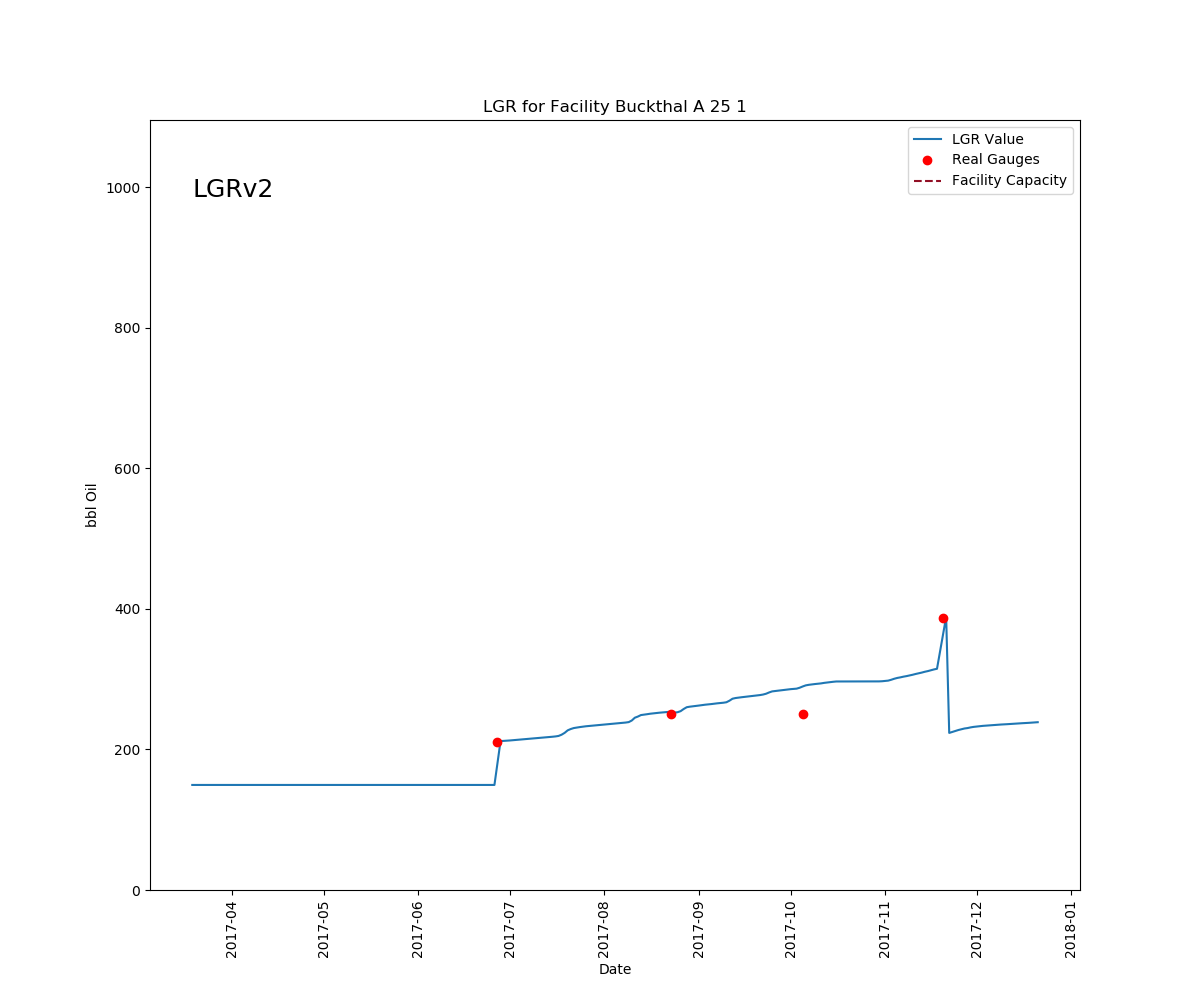 LGR for Facility Buckthal A 25 1
LGRv2
LGR Value
Real Gauges
Facility Capacity
1000
800
600
400
200
0
bbl Oil
2017-04
2017-05
2017-06
2017-07
2017-08
2017-09
2017-10
2017-11
2017-12
2018-01
Date